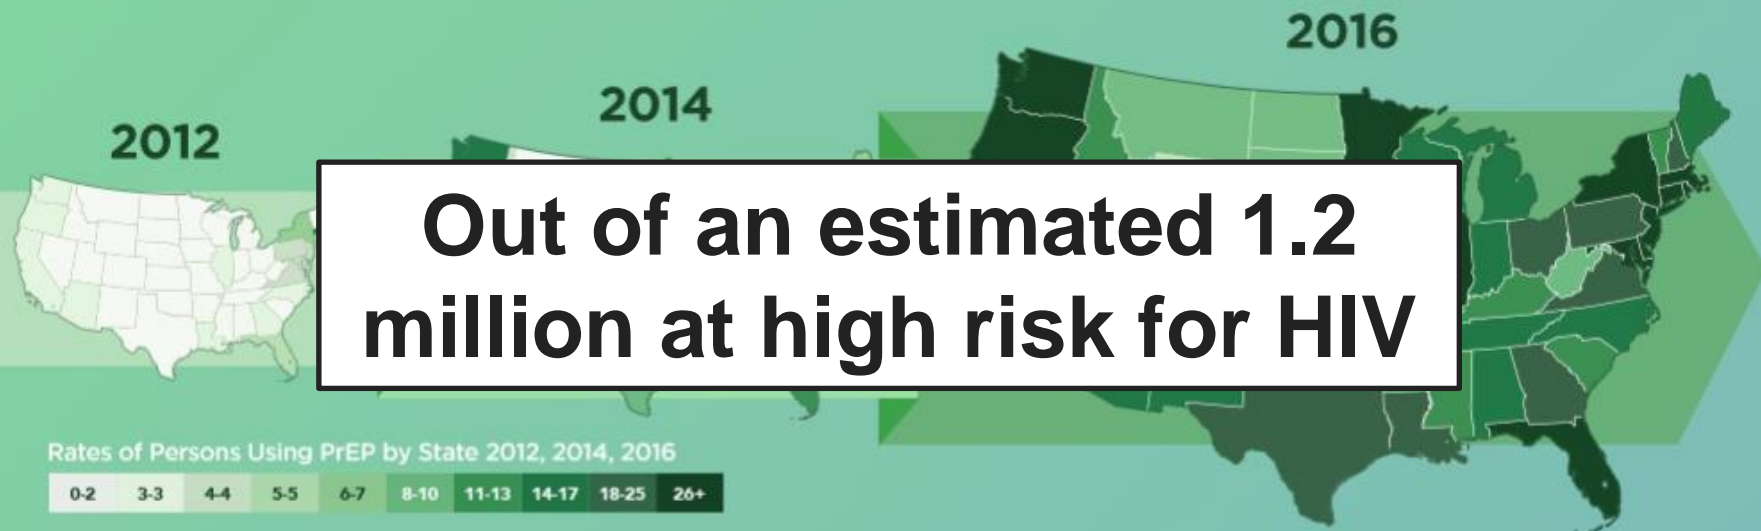 2012
2014
2016
Out of an estimated 1.2
million at high risk for HIV
Rates of Persons Using PrEP by State 2012, 2014, 2016
0-2 3-3 4-4 5-5 6-7 8-10 11-13 14-17 18-25 26+